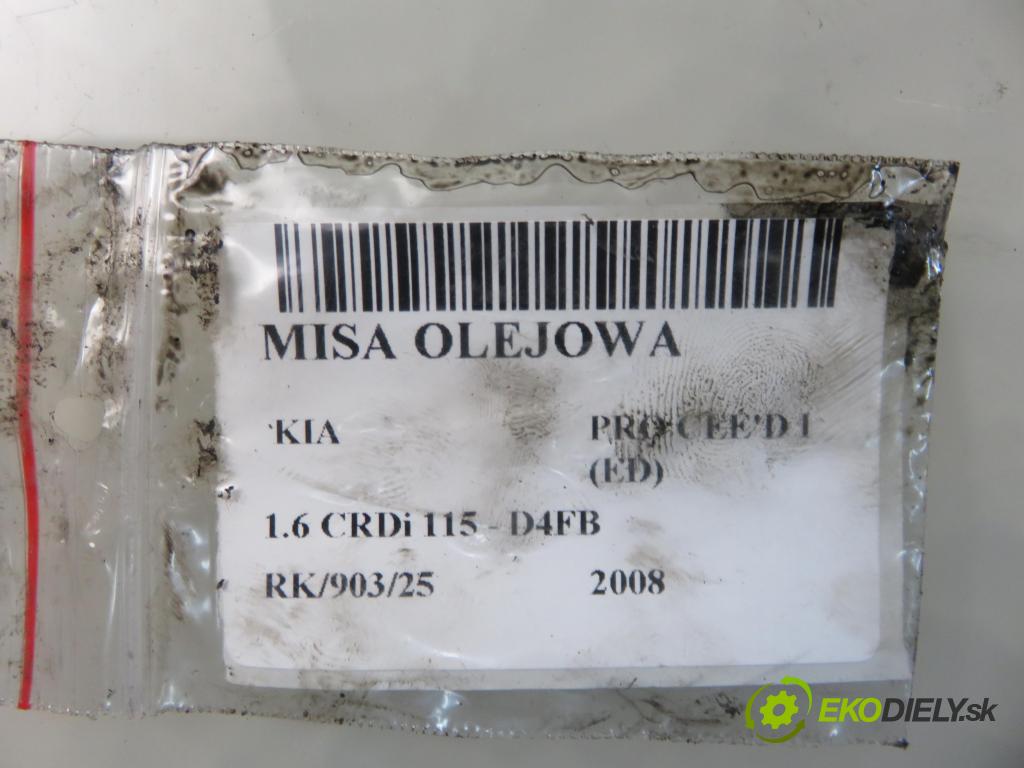 MISA OLEJOWA
KIA PRO CEE'D I
(ED)
1.6 CRDi 115 - D4FB
RK/903/25 2008
EKODIELY.sk